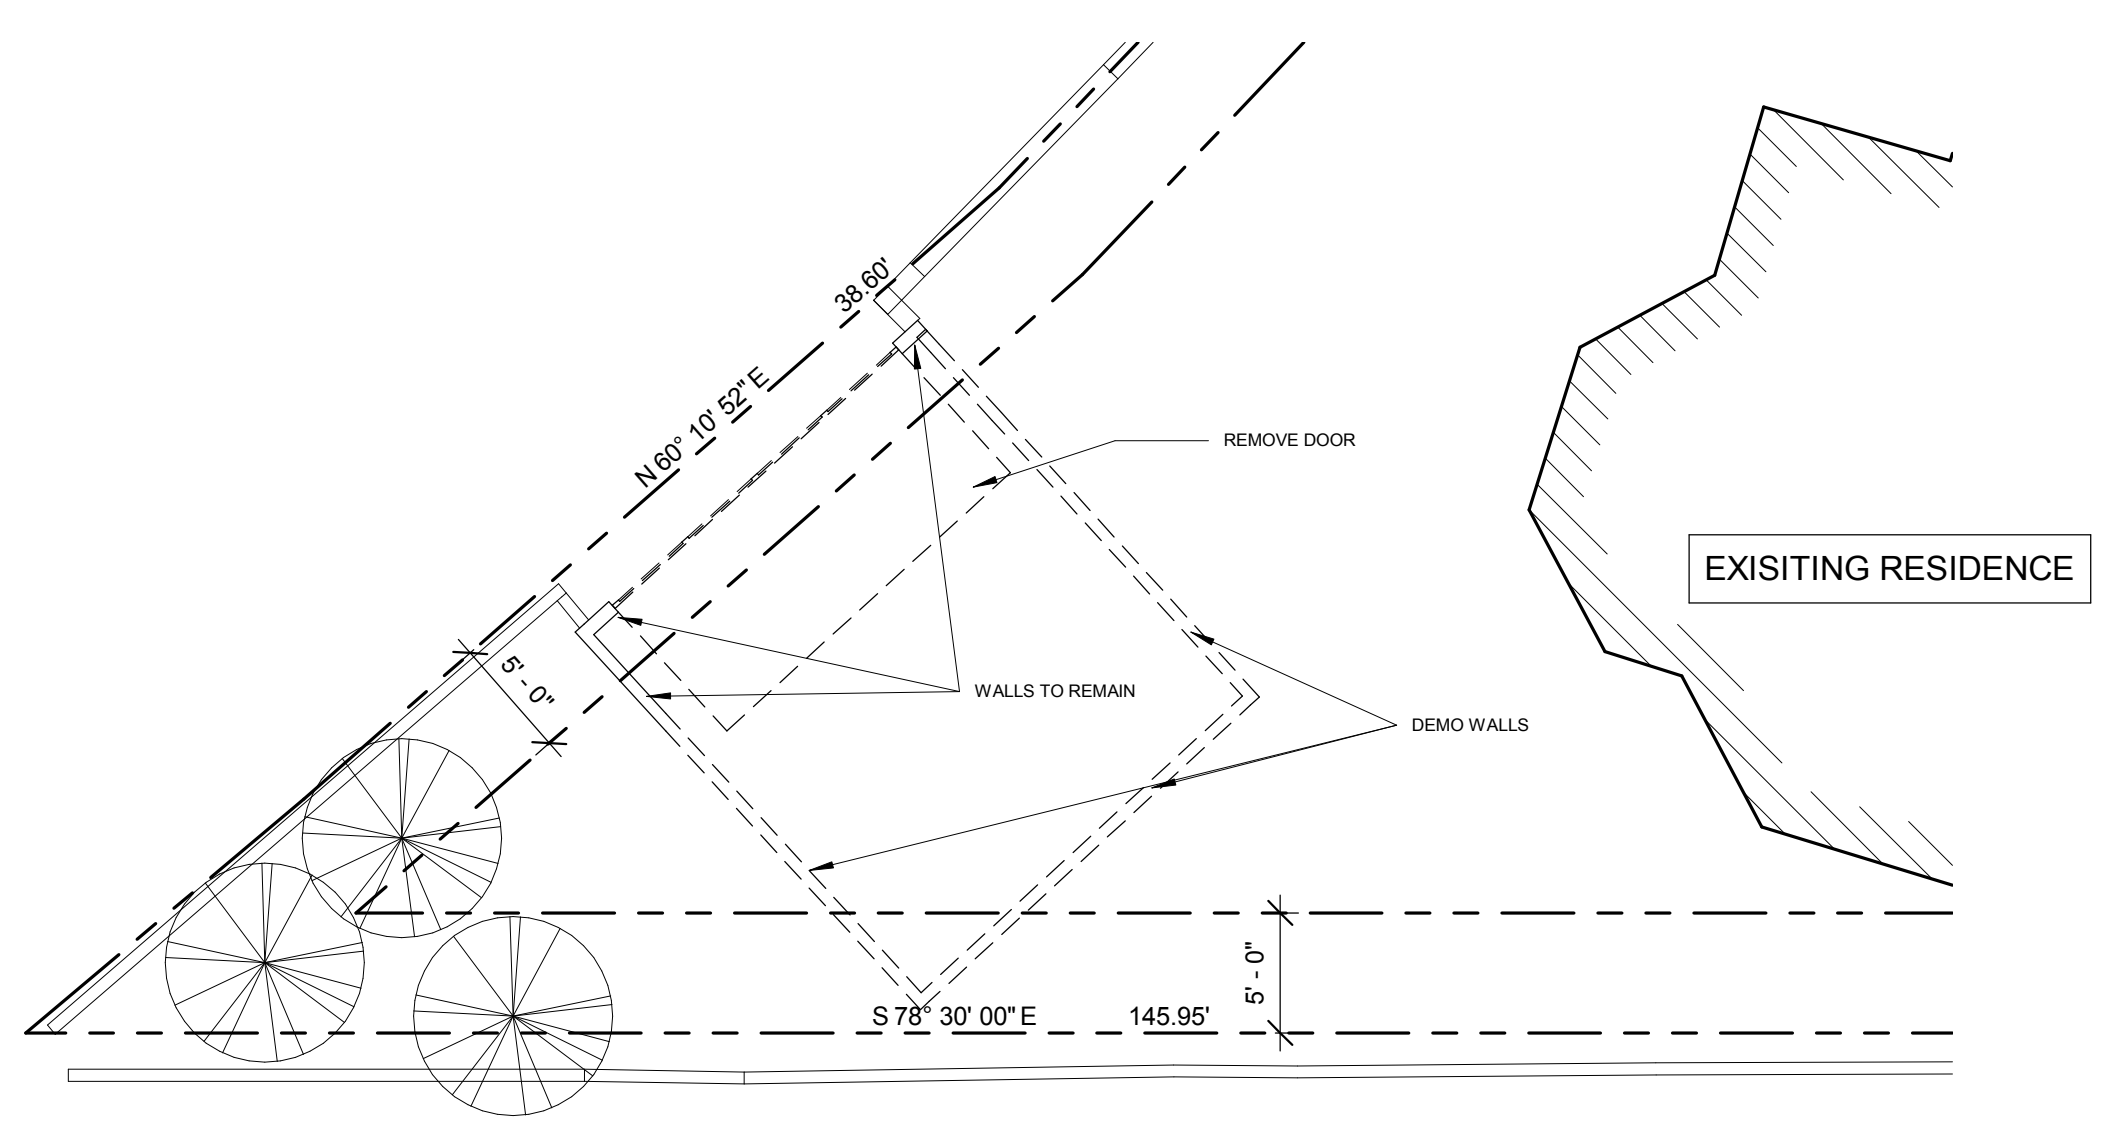 38.60'
N 60° 10' 52" E
REMOVE DOOR
EXISITING RESIDENCE
5' - 0"
WALLS TO REMAIN
DEMO WALLS
5' - 0"
S 78° 30' 00" E 145.95'